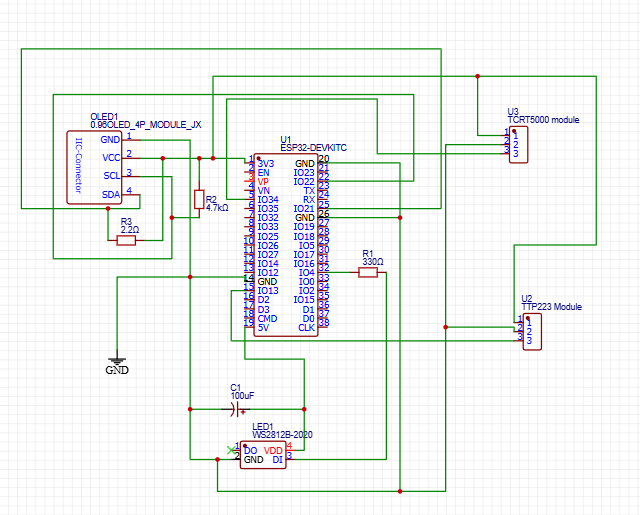 U3
TCRT5000 module
1 1
2 2
3 3
OLED1
0.96OLED_4P_MODULE_JX
IIC-Connector
GND 1
VCC 2
SCL 3
SDA 4
U1
ESP32-DEVKITC
1 3V3 GND 20
2 EN IO23 21
3 VP IO22 22
4 VN TX 23
5 IO34 RX 24
6 IO35 IO21 25
7 IO32 GND 26
8 IO33 IO19 27
9 IO25 IO18 28
10 IO26 IO5 29
11 IO27 IO17 30
12 IO14 IO16 31
13 IO12 IO4 32
14 GND IO0 33
15 IO13 IO2 34
16 D2 IO15 35
17 D3 D1 36
18 CMD D0 37
19 5V CLK 38
R2
4.7kΩ
R3
2.2Ω
R1
330Ω
U2
TTP223 Module
1 1
2 2
3 3
GND
C1
100uF
LED1
WS2812B-2020
1 DO VDD 4
2 GND DI 3